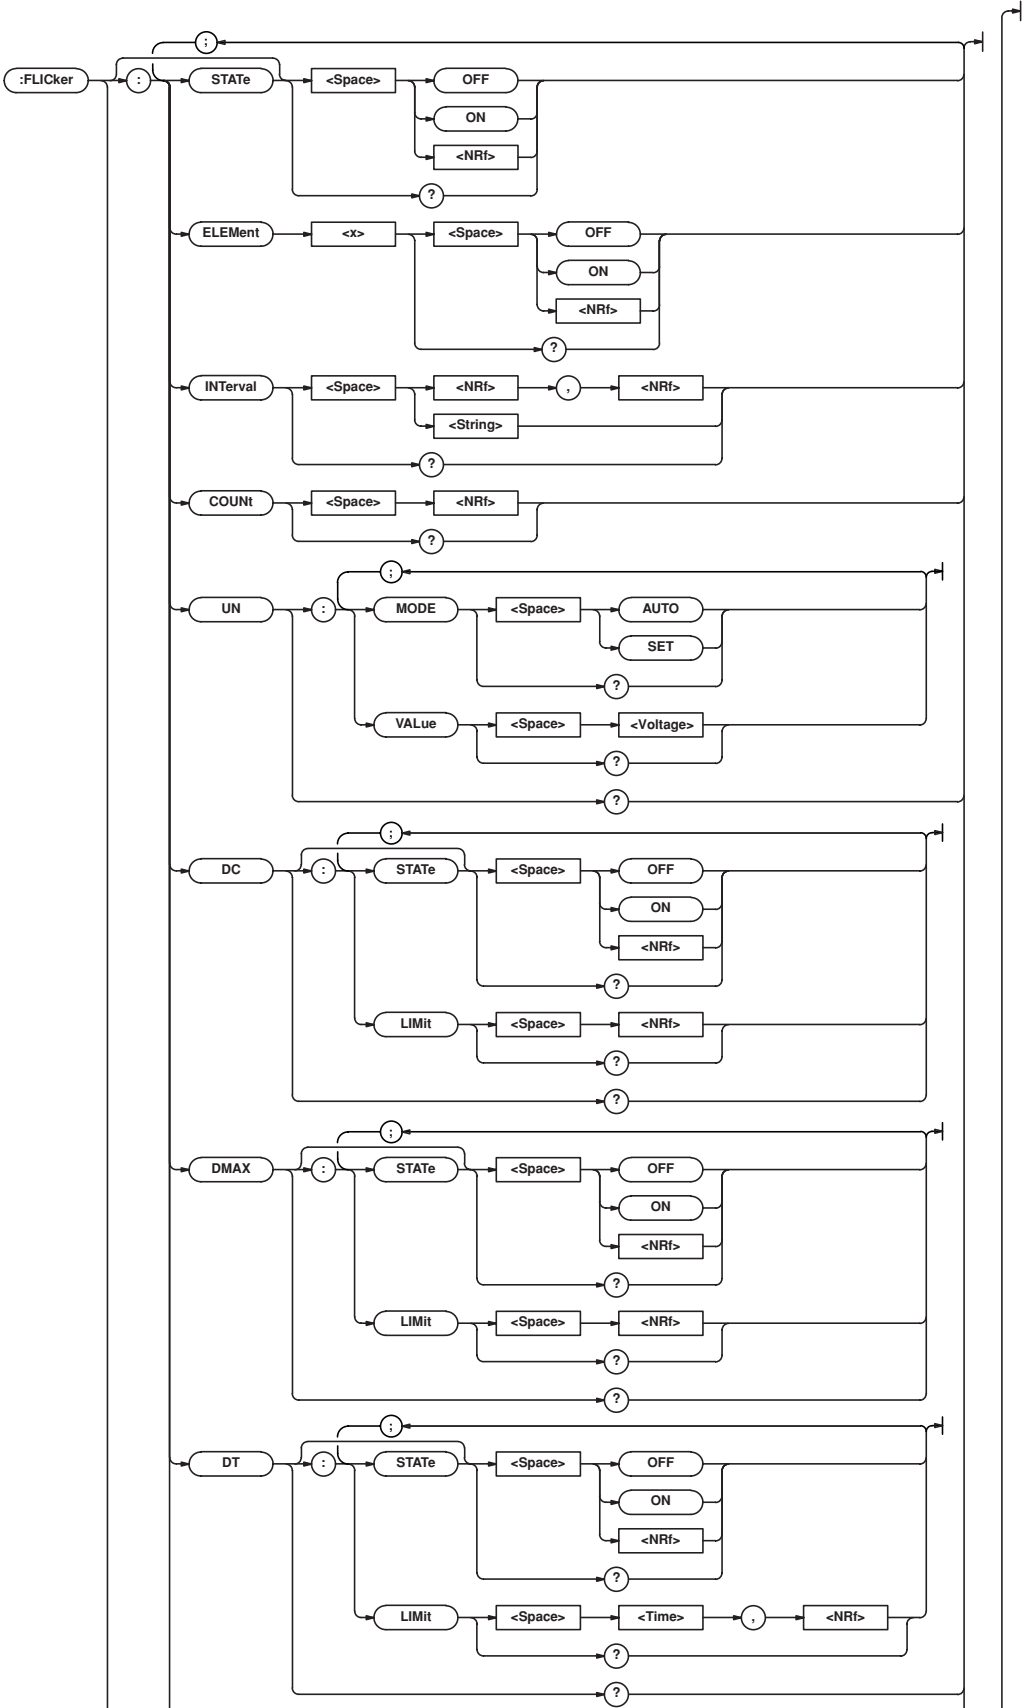 ;
:FLICker : STATe <Space> OFF
ON
<NRf>
?
ELEMent <x> <Space> OFF
ON
<NRf>
?
INTerval <Space> <NRf> , <NRf>
<String>
?
COUNt <Space> <NRf>
?
;
UN : MODE <Space> AUTO
SET
?
VALue <Space> <Voltage>
?
?
;
DC : STATe <Space> OFF
ON
<NRf>
?
LIMit <Space> <NRf>
?
?
;
DMAX : STATe <Space> OFF
ON
<NRf>
?
LIMit <Space> <NRf>
?
?
;
DT : STATe <Space> OFF
ON
<NRf>
?
LIMit <Space> <Time> , <NRf>
?
?